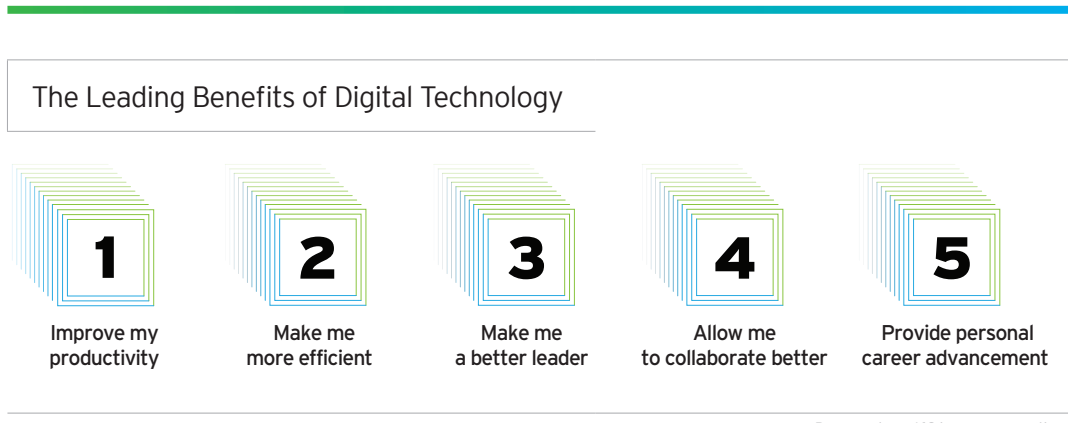 The Leading Benefits of Digital Technology
1
2
3
4
5
Improve my
productivity
Make me
more efficient
Make me
a better leader
Allow me
to collaborate better
Provide personal
career advancement